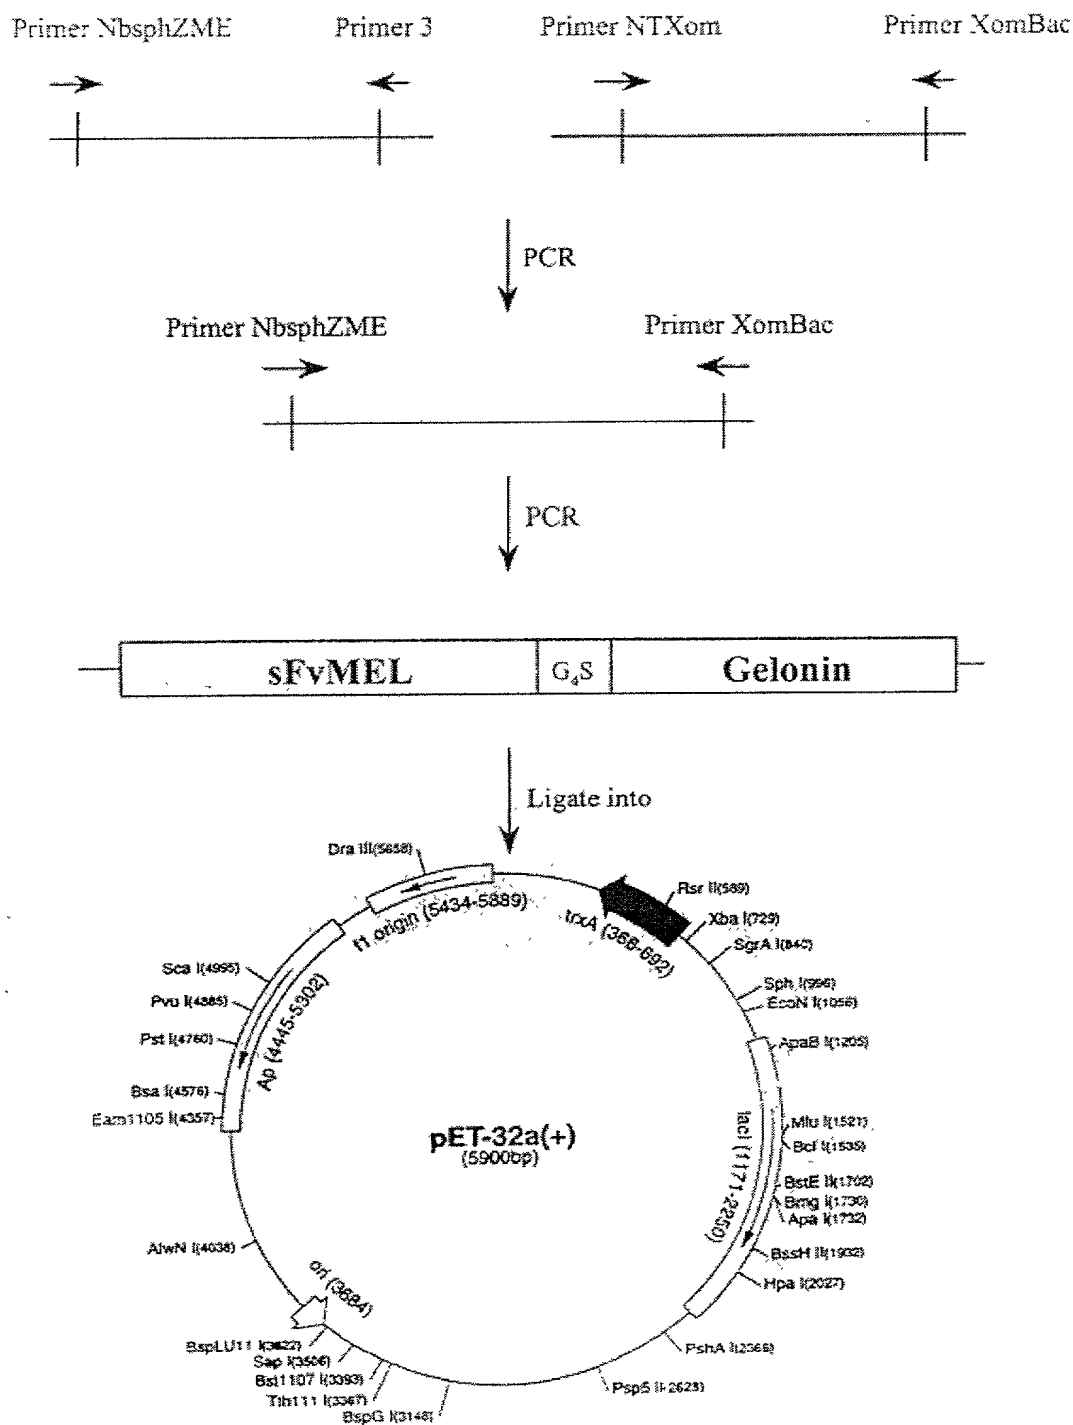 Primer NbsphZME Primer 3 Primer NTXom Primer XomBac
PCR
Primer NbsphZME Primer XomBac
PCR
sFvMEL G₄S Gelonin
Ligate into
Dra III(5658)
f1 origin (5434-5889)
trxA (366-692)
Rsr II(589)
Xba I(729)
SgrA I(840)
Sph I(996)
EcoN I(1056)
ApaB I(1205)
lacI (1171-2250)
Mlu I(1521)
Bcl I(1535)
BstE II(1702)
Bmg I(1730)
Apa I(1732)
BssH II(1932)
Hpa I(2027)
PshA I(2366)
Psp5 II(2623)
Sca I(4995)
Pvu I(4885)
Pst I(4760)
Bsa I(4576)
Eam1105 I(4357)
Ap (4445-5302)
pET-32a(+)
(5900bp)
AlwN I(4038)
ori (3684)
BspLU11 I(3622)
Sap I(3506)
Bst1107 I(3393)
Tth111 I(3367)
BspG I(3148)